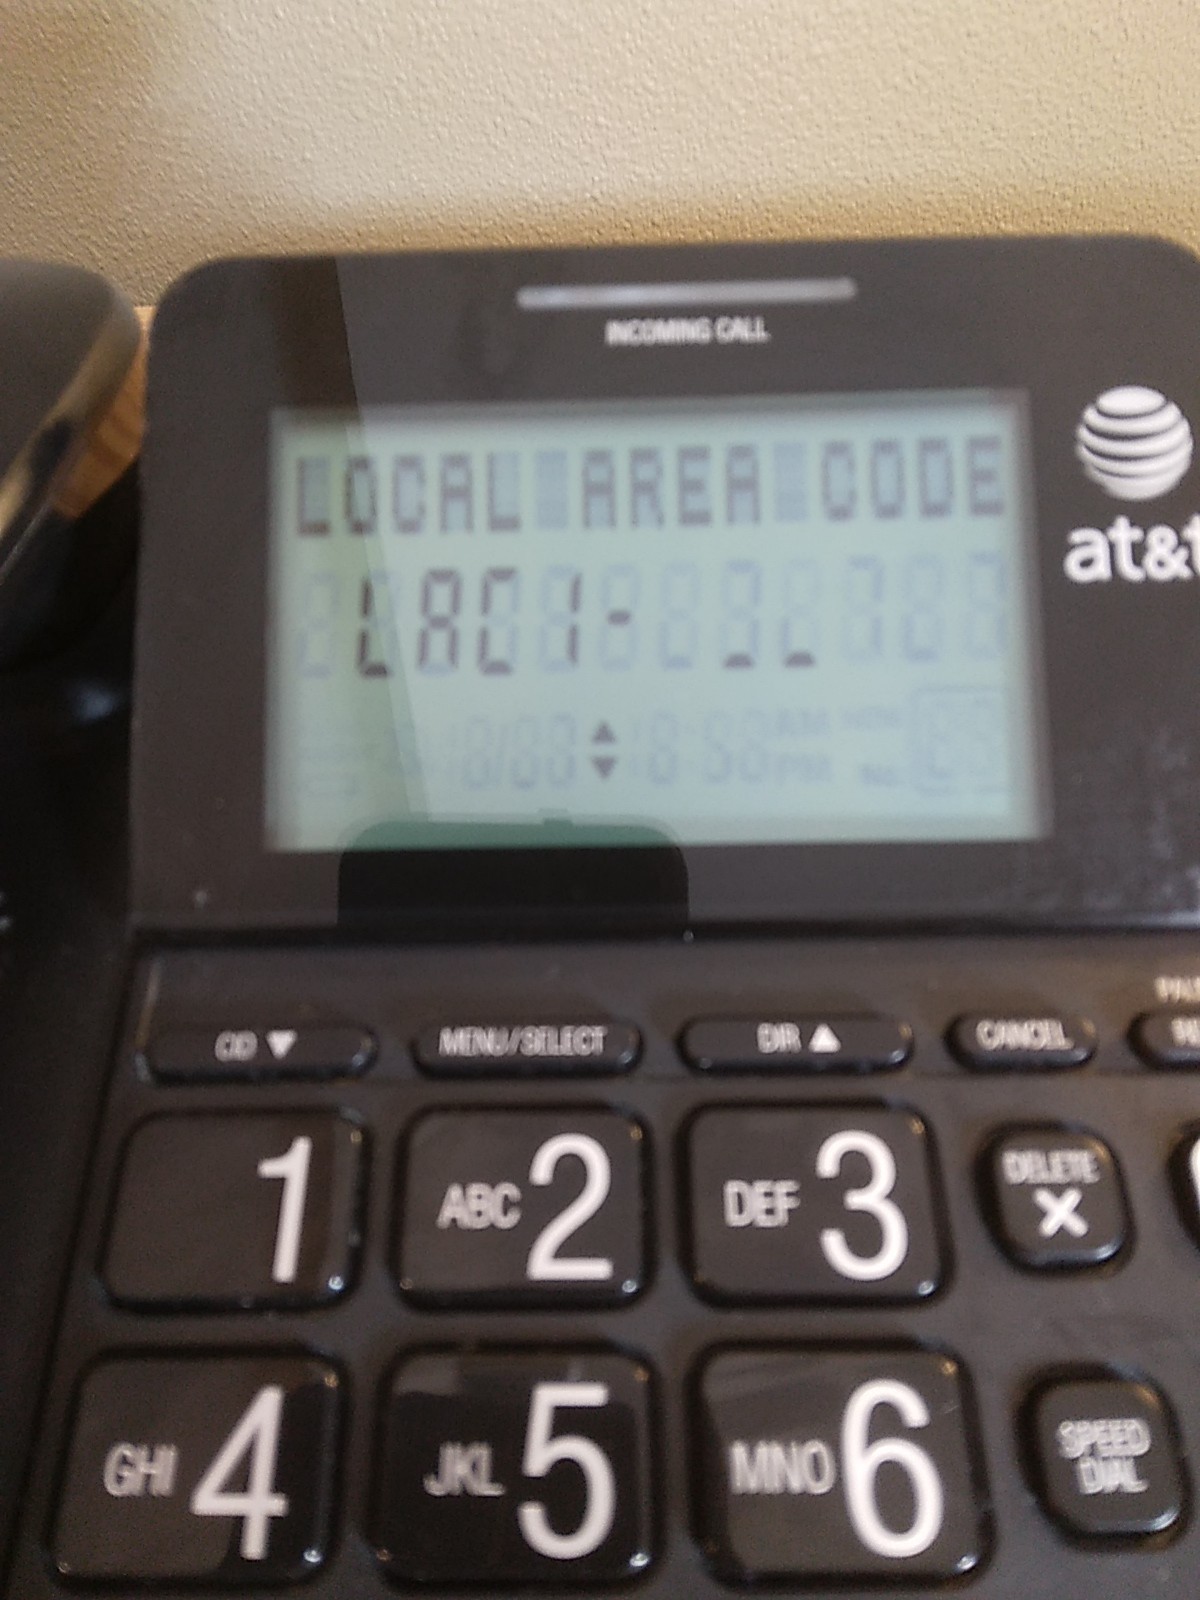 INCOMING CALL
at&t
LOCAL AREA CODE
LAC1- _ _
CID ▼
MENU/SELECT
DIR ▲
CANCEL
1
ABC 2
DEF 3
DELETE
X
GHI 4
JKL 5
MNO 6
SPEED
DIAL